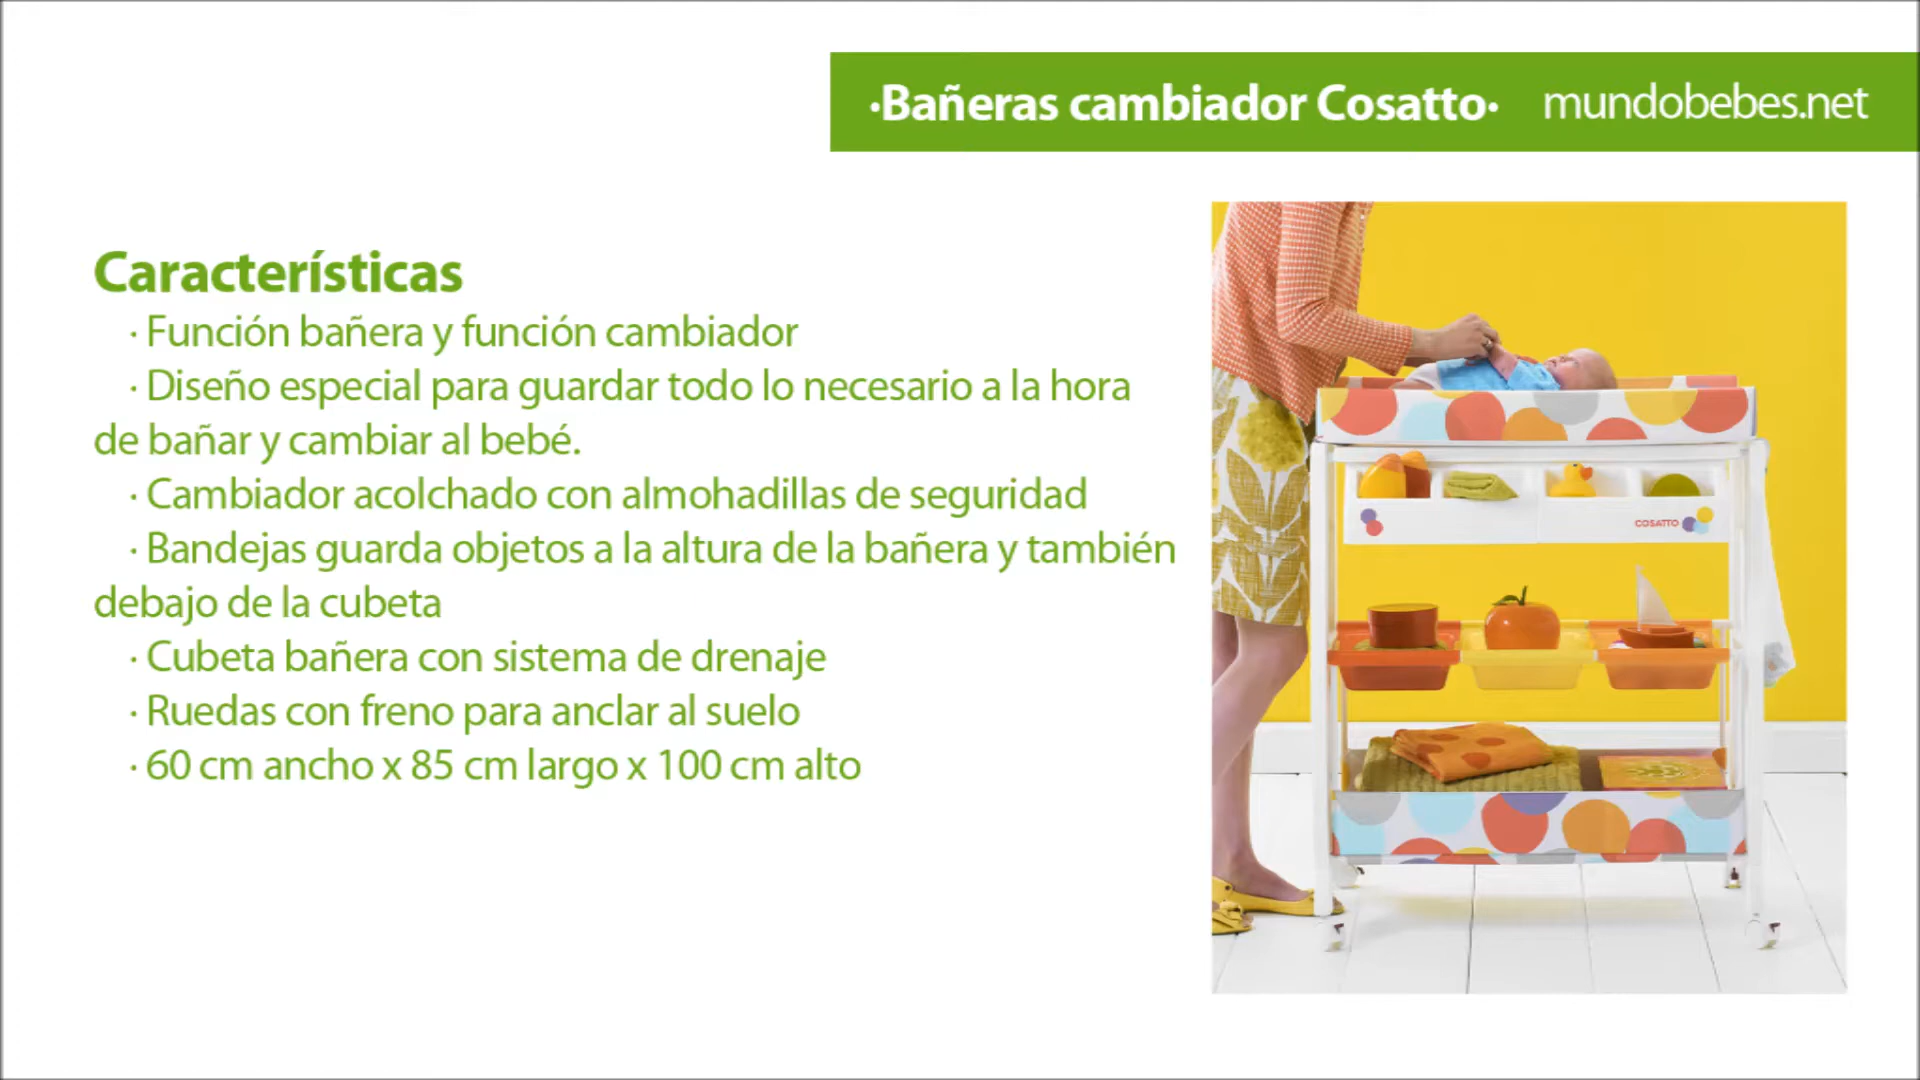 ·Bañeras cambiador Cosatto· mundobebes.net
Características
· Función bañera y función cambiador
· Diseño especial para guardar todo lo necesario a la hora
de bañar y cambiar al bebé.
· Cambiador acolchado con almohadillas de seguridad
· Bandejas guarda objetos a la altura de la bañera y también
debajo de la cubeta
· Cubeta bañera con sistema de drenaje
· Ruedas con freno para anclar al suelo
· 60 cm ancho x 85 cm largo x 100 cm alto
COSATTO